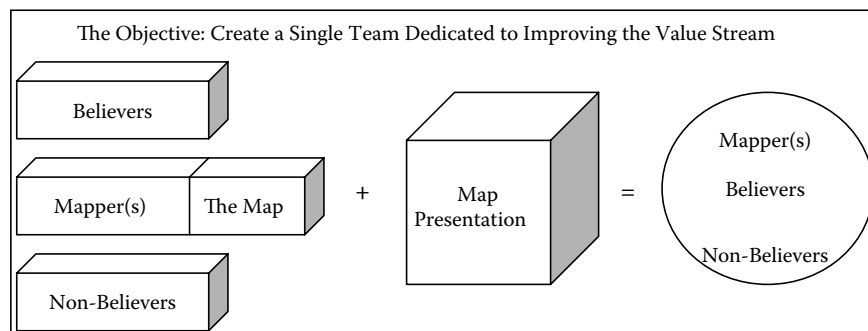 The Objective: Create a Single Team Dedicated to Improving the Value Stream
Believers
Mapper(s)
The Map
Non-Believers
+
Map
Presentation
=
Mapper(s)
Believers
Non-Believers